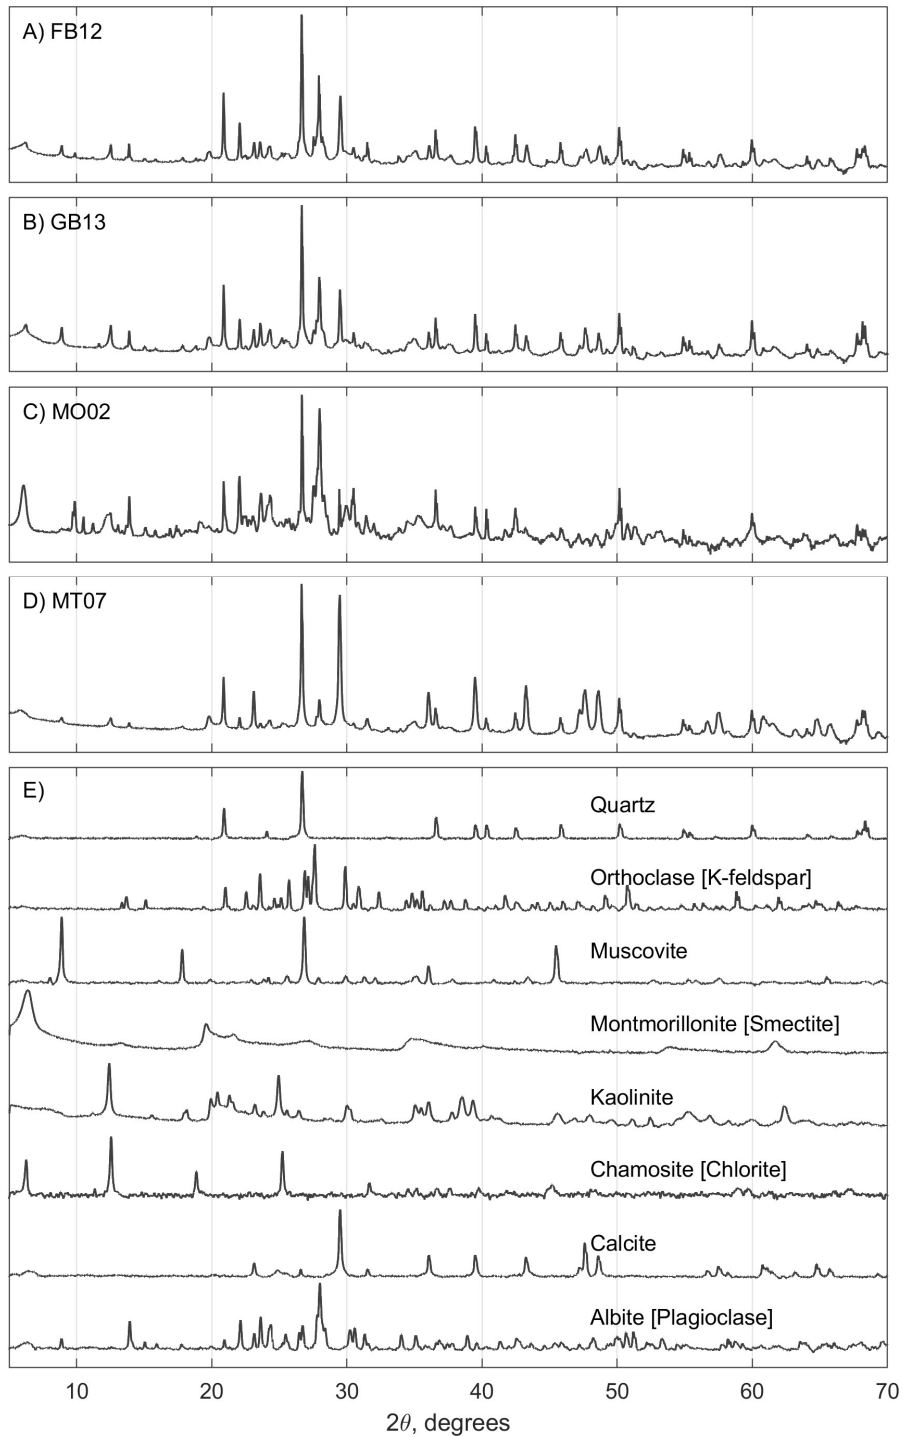 A) FB12
B) GB13
C) MO02
D) MT07
E)
Quartz
Orthoclase [K-feldspar]
Muscovite
Montmorillonite [Smectite]
Kaolinite
Chamosite [Chlorite]
Calcite
Albite [Plagioclase]
10 20 30 40 50 60 70
2θ, degrees